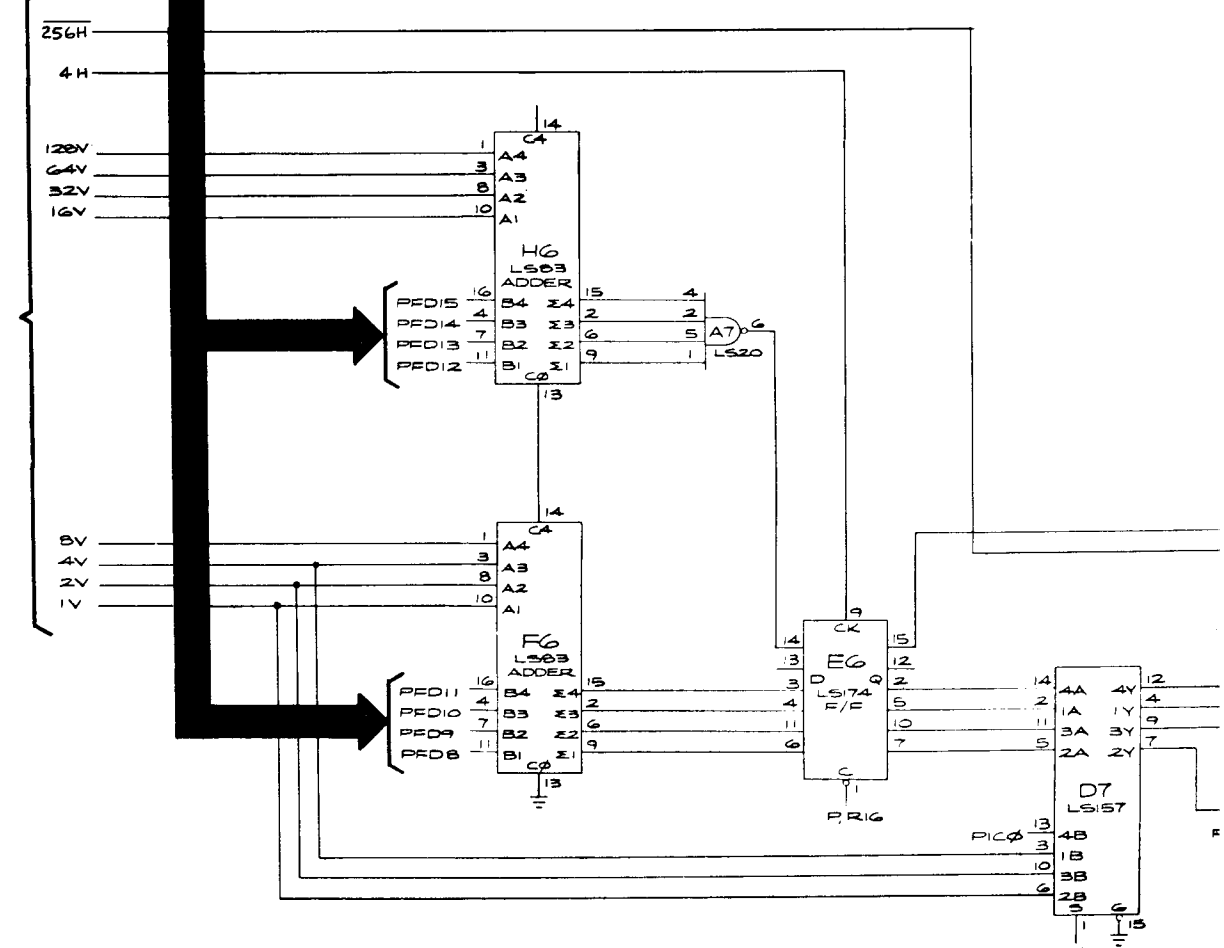 256H
4H
14
C4
128V 1 A4
64V 3 A3
32V 8 A2
16V 10 A1
H6
LS83
ADDER
PFD15 16 B4 Σ4 15 4
PFD14 4 B3 Σ3 2 2
PFD13 7 B2 Σ2 6 5
PFD12 11 B1 Σ1 9 1
A7 6
LS20
CØ
13
14
C4
8V 1 A4
4V 3 A3
2V 8 A2
1V 10 A1
F6
LS83
ADDER
PFD11 16 B4 Σ4 15
PFD10 4 B3 Σ3 2
PFD9 7 B2 Σ2 6
PFD8 11 B1 Σ1 9
CØ
13
9
CK
14 15
13 E6 12
3 D Q 2
4 LS174 5
F/F
11 10
6 7
C
1
P,R16
14 4A 4Y 12
2 1A 1Y 4
11 3A 3Y 9
5 2A 2Y 7
D7
LS157
PICØ 13 4B
3 1B
10 3B
6 2B
S G
1 15